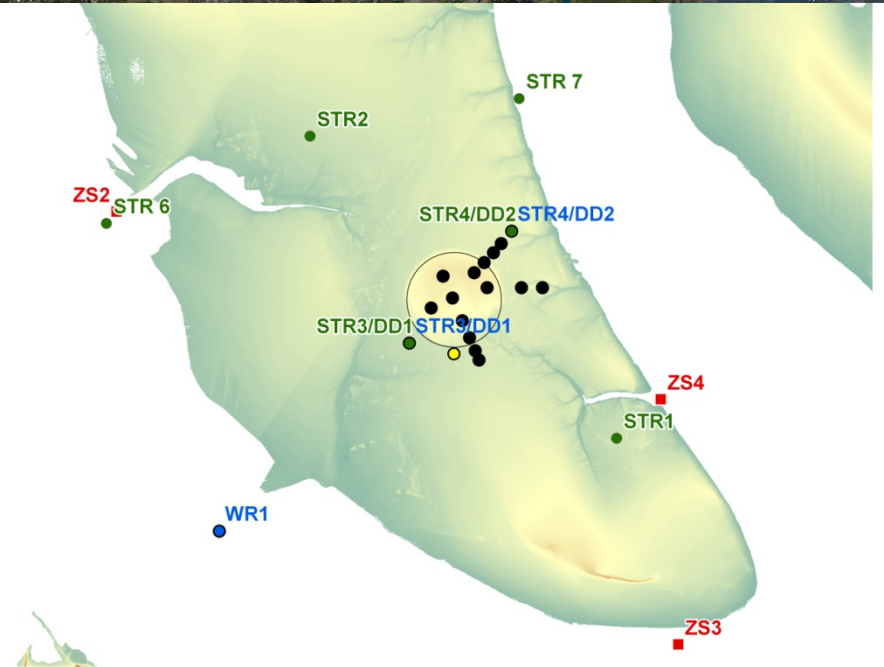 STR 7
STR2
ZS2
STR 6
STR4/DD2 STR4/DD2
STR3/DD1 STR3/DD1
ZS4
STR1
WR1
ZS3